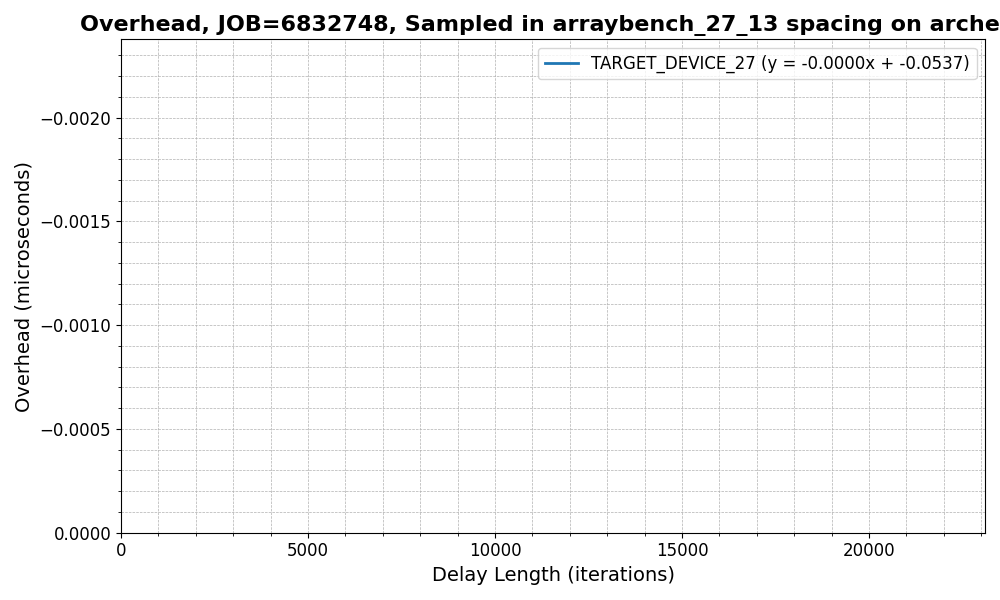 Overhead, JOB=6832748, Sampled in arraybench_27_13 spacing on arche
TARGET_DEVICE_27 (y = -0.0000x + -0.0537)
Overhead (microseconds)
−0.0020
−0.0015
−0.0010
−0.0005
0.0000
0 5000 10000 15000 20000
Delay Length (iterations)